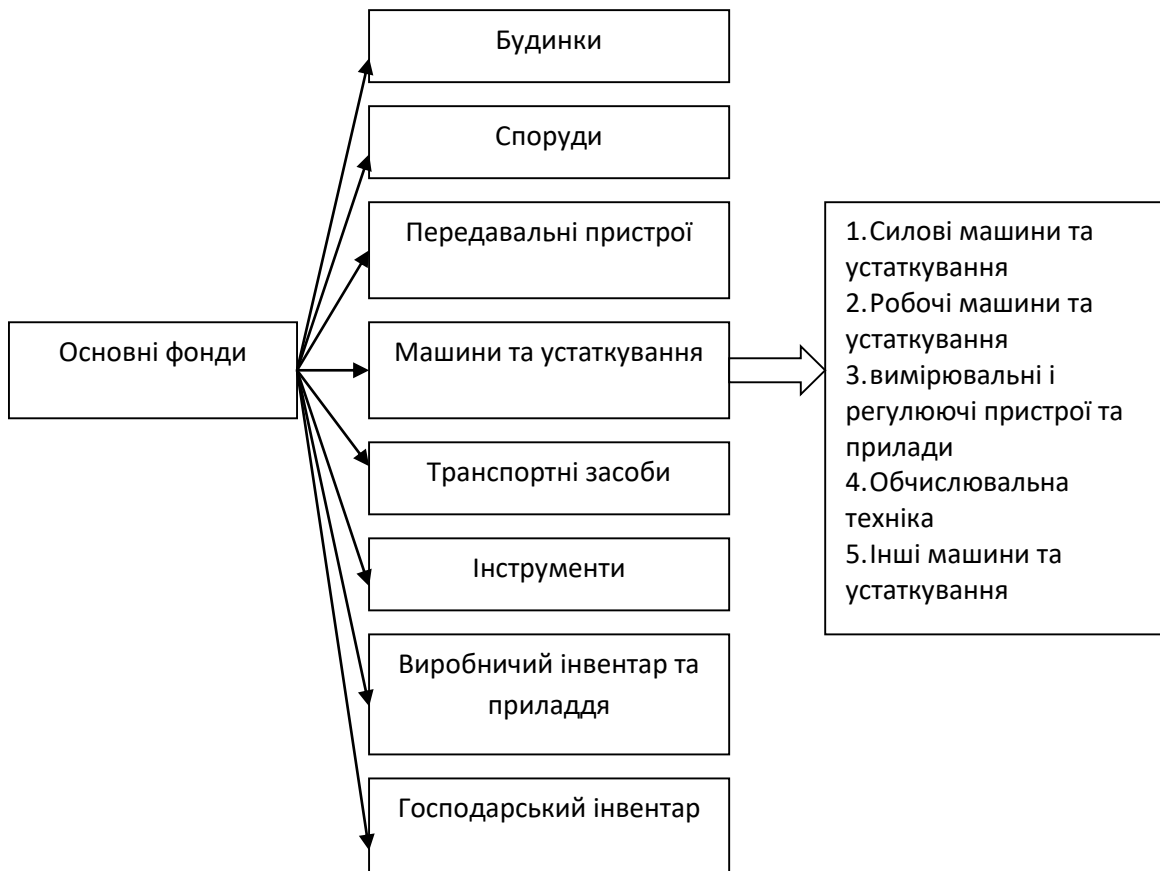 Будинки
Споруди
Передавальні пристрої
Основні фонди
Машини та устаткування
Транспортні засоби
Інструменти
Виробничий інвентар та
приладдя
Господарський інвентар
1.Силові машини та
устаткування
2.Робочі машини та
устаткування
3.вимірювальні і
регулюючі пристрої та
прилади
4.Обчислювальна
техніка
5.Інші машини та
устаткування